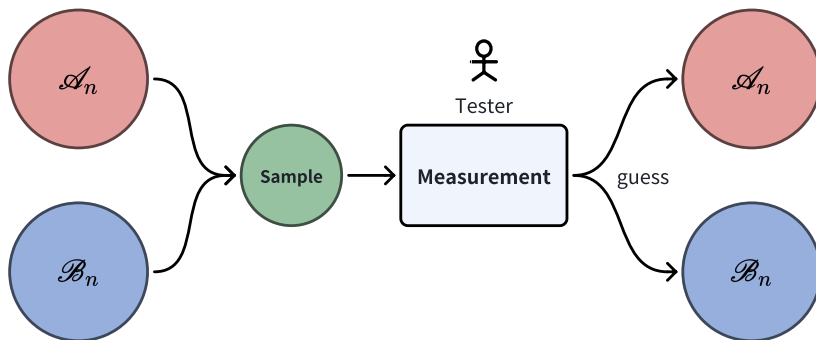 𝒜ₙ
Tester
𝒜ₙ
Sample
Measurement
guess
ℬₙ
ℬₙ